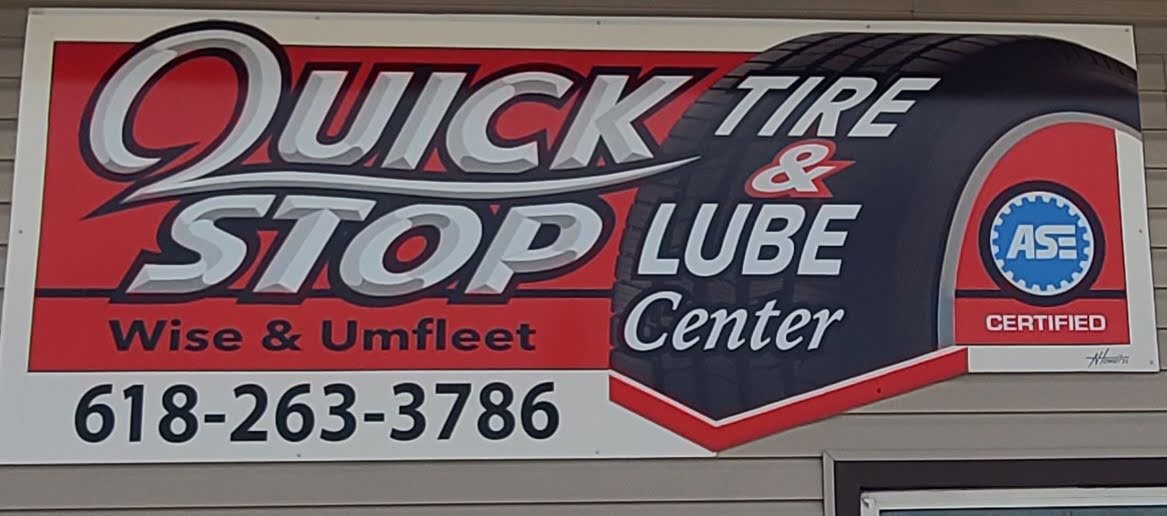 QUICK
STOP
Wise & Umfleet
618-263-3786
TIRE
&
LUBE
Center
ASE
CERTIFIED